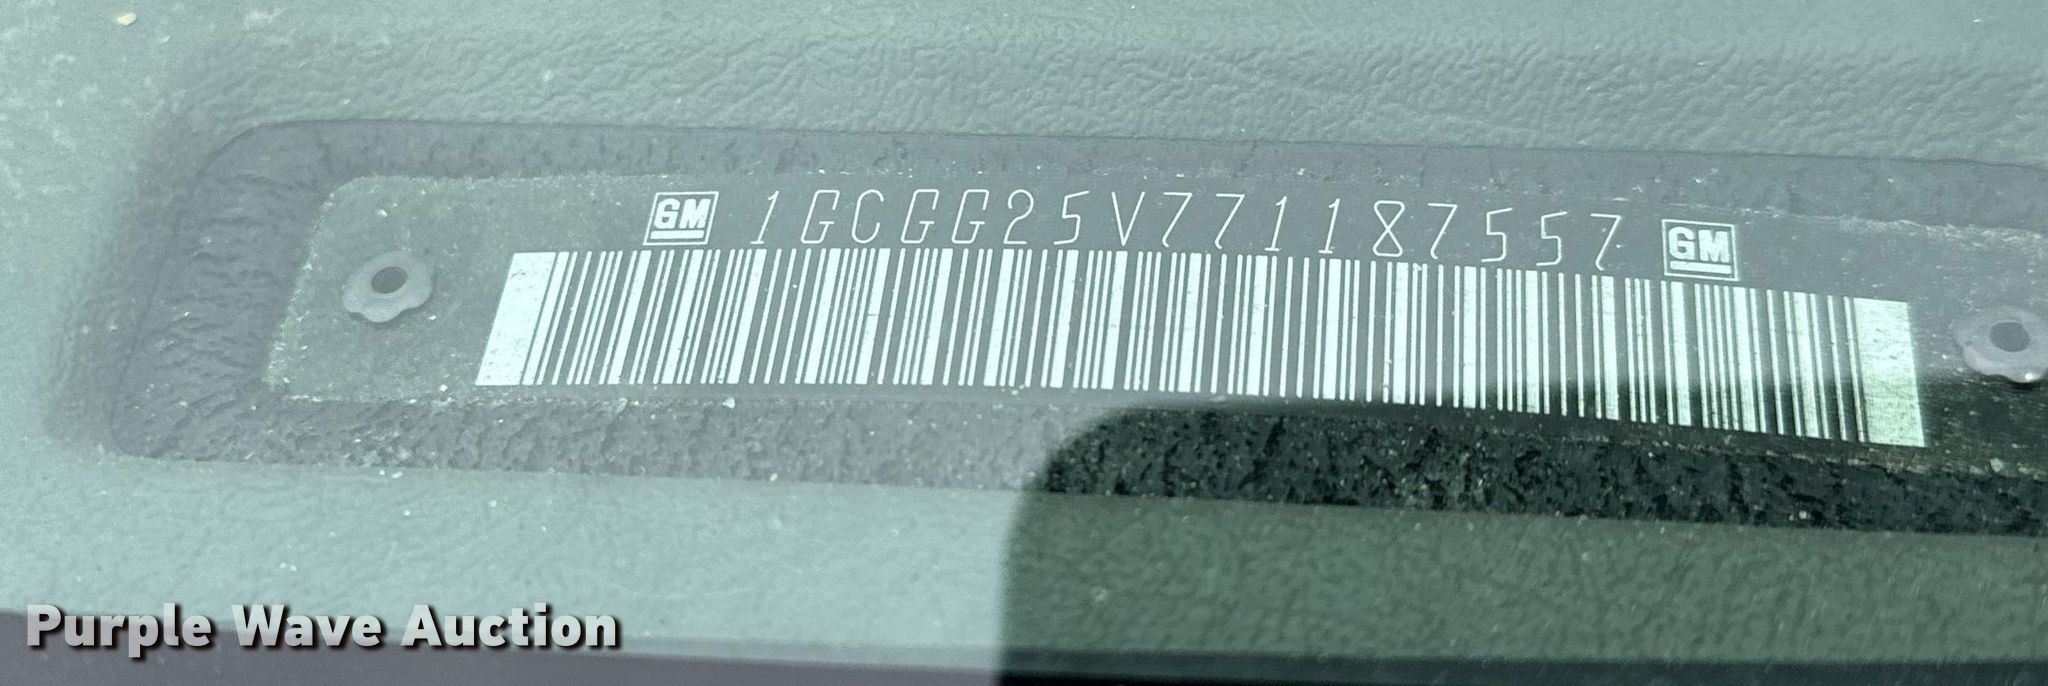 GM 1GCGG25V771187557 GM
Purple Wave Auction